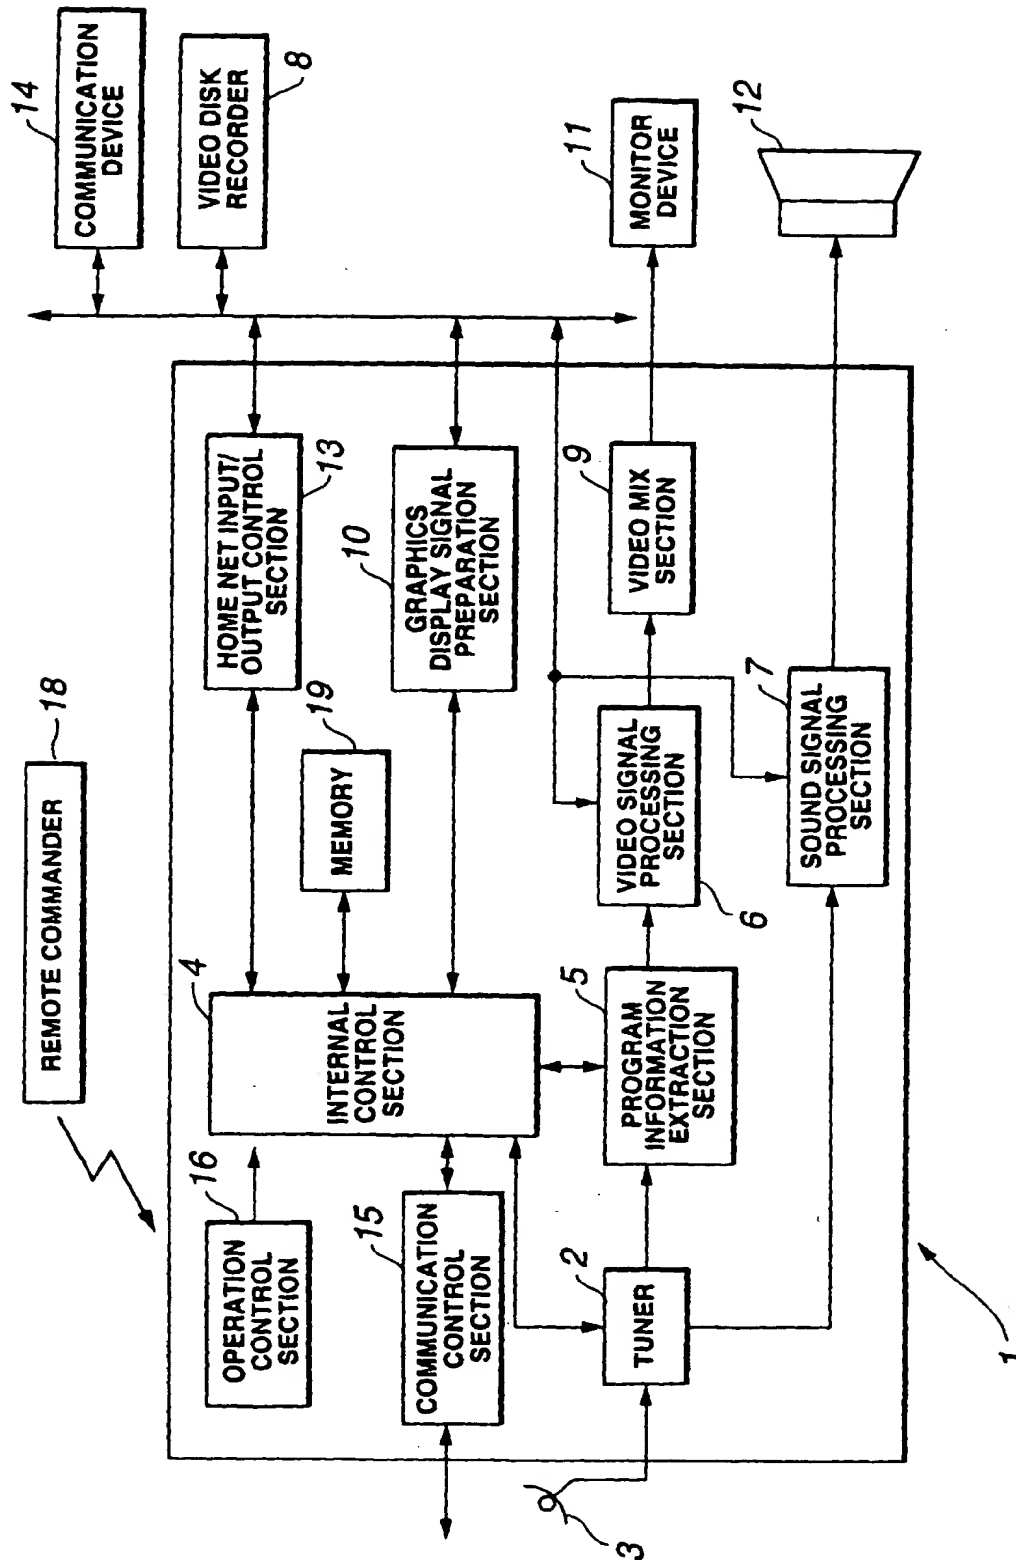 REMOTE COMMANDER
18
14
COMMUNICATION
DEVICE
VIDEO DISK
RECORDER
8
OPERATION
CONTROL
SECTION
16
4
INTERNAL
CONTROL
SECTION
HOME NET INPUT/
OUTPUT CONTROL
SECTION
13
MEMORY
19
10
GRAPHICS
DISPLAY SIGNAL
PREPARATION
SECTION
15
COMMUNICATION
CONTROL
SECTION
3
2
TUNER
5
PROGRAM
INFORMATION
EXTRACTION
SECTION
VIDEO SIGNAL
PROCESSING
SECTION
6
9
VIDEO MIX
SECTION
11
MONITOR
DEVICE
7
SOUND SIGNAL
PROCESSING
SECTION
12
1